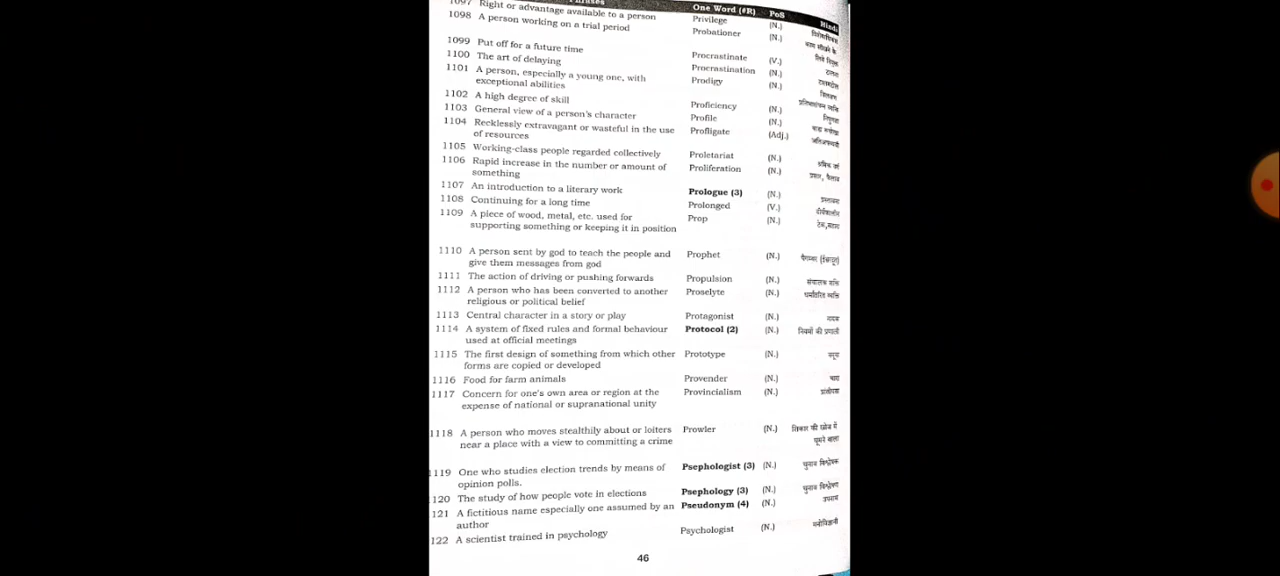 1097 Right or advantage available to a person Privilege (N.)
1098 A person working on a trial period Probationer (N.)
1099 Put off for a future time Procrastinate (V.)
1100 The art of delaying Procrastination (N.)
1101 A person, especially a young one, with Prodigy (N.)
exceptional abilities
1102 A high degree of skill Proficiency (N.)
1103 General view of a person's character Profile (N.)
1104 Recklessly extravagant or wasteful in the use Profligate (Adj.)
of resources
1105 Working-class people regarded collectively Proletariat (N.)
1106 Rapid increase in the number or amount of Proliferation (N.)
something
1107 An introduction to a literary work Prologue (3) (N.)
1108 Continuing for a long time Prolonged (V.)
1109 A piece of wood, metal, etc. used for Prop (N.)
supporting something or keeping it in position
1110 A person sent by god to teach the people and Prophet (N.)
give them messages from god
1111 The action of driving or pushing forwards Propulsion (N.)
1112 A person who has been converted to another Proselyte (N.)
religious or political belief
1113 Central character in a story or play Protagonist (N.) नायक
1114 A system of fixed rules and formal behaviour Protocol (2) (N.) नियमों की प्रणाली
used at official meetings
1115 The first design of something from which other Prototype (N.)
forms are copied or developed
1116 Food for farm animals Provender (N.) चारा
1117 Concern for one's own area or region at the Provincialism (N.)
expense of national or supranational unity
1118 A person who moves stealthily about or loiters Prowler (N.) शिकार की खोज में
near a place with a view to committing a crime घूमने वाला
1119 One who studies election trends by means of Psephologist (3) (N.) चुनाव विश्लेषक
opinion polls.
120 The study of how people vote in elections Psephology (3) (N.) चुनाव विश्लेषण
121 A fictitious name especially one assumed by an Pseudonym (4) (N.) उपनाम
author
122 A scientist trained in psychology Psychologist (N.) मनोविज्ञानी
46